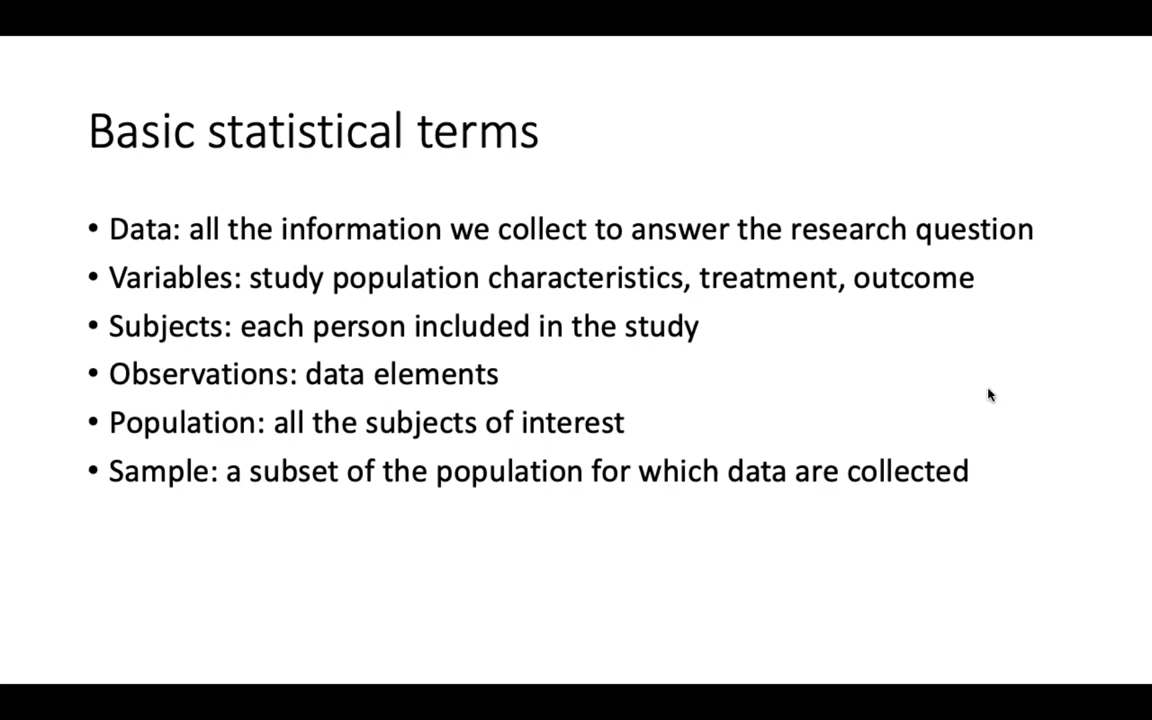 Basic statistical terms
• Data: all the information we collect to answer the research question
• Variables: study population characteristics, treatment, outcome
• Subjects: each person included in the study
• Observations: data elements
• Population: all the subjects of interest
• Sample: a subset of the population for which data are collected